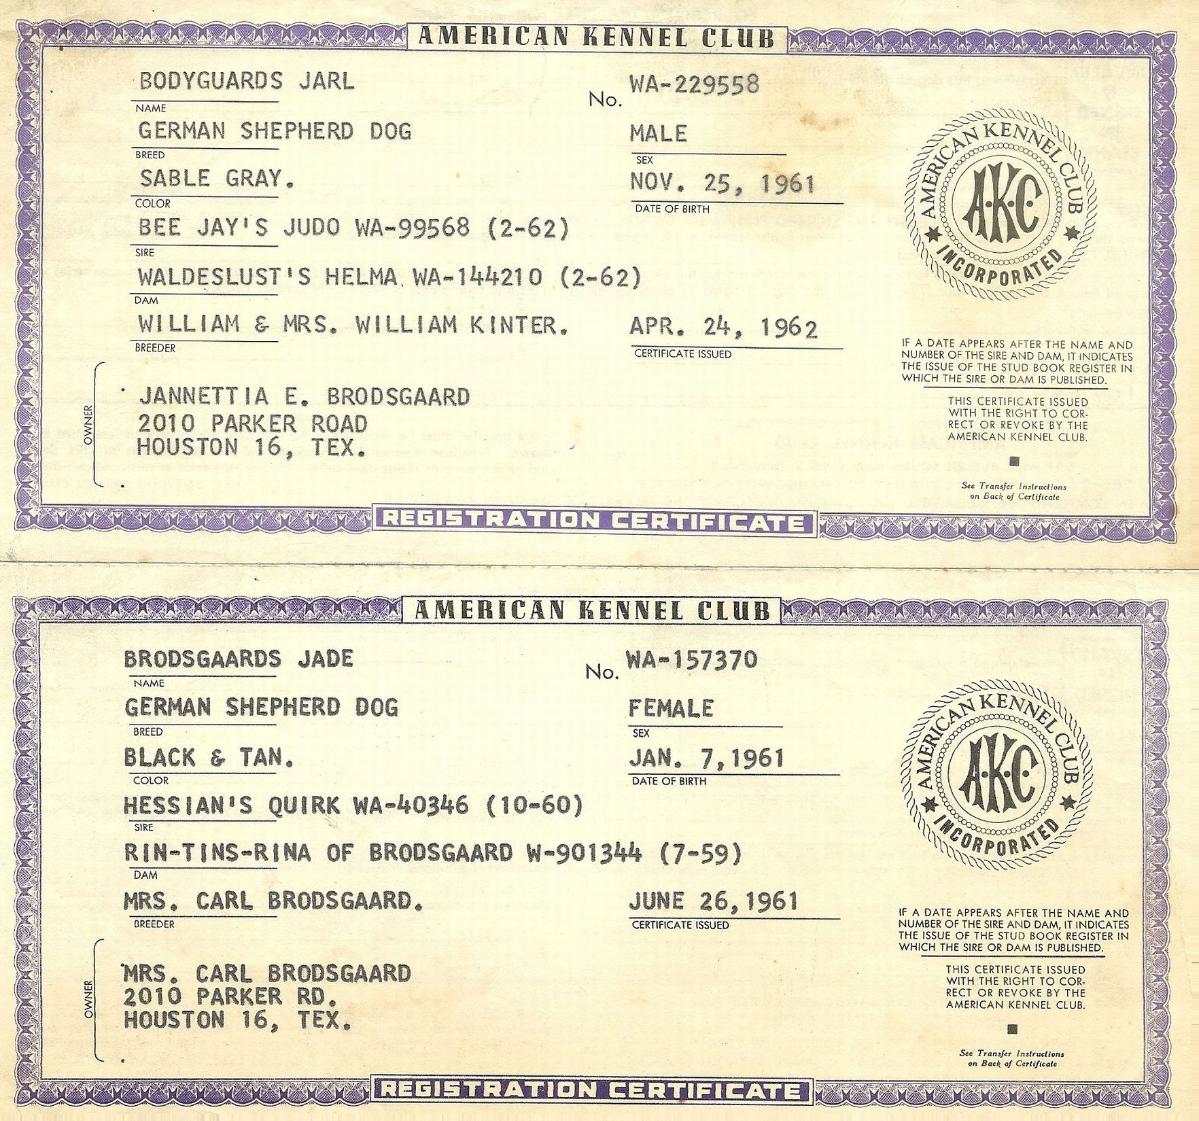 AMERICAN KENNEL CLUB
BODYGUARDS JARL
NAME
No. WA-229558
GERMAN SHEPHERD DOG
BREED
MALE
SEX
SABLE GRAY.
COLOR
NOV. 25, 1961
DATE OF BIRTH
BEE JAY'S JUDO WA-99568 (2-62)
SIRE
WALDESLUST'S HELMA WA-144210 (2-62)
DAM
WILLIAM & MRS. WILLIAM KINTER.
BREEDER
APR. 24, 1962
CERTIFICATE ISSUED
OWNER
JANNETTIA E. BRODSGAARD
2010 PARKER ROAD
HOUSTON 16, TEX.
AMERICAN KENNEL CLUB
A·K·C
★ INCORPORATED ★
IF A DATE APPEARS AFTER THE NAME AND
NUMBER OF THE SIRE AND DAM, IT INDICATES
THE ISSUE OF THE STUD BOOK REGISTER IN
WHICH THE SIRE OR DAM IS PUBLISHED.
THIS CERTIFICATE ISSUED
WITH THE RIGHT TO COR-
RECT OR REVOKE BY THE
AMERICAN KENNEL CLUB.
See Transfer Instructions
on Back of Certificate
REGISTRATION CERTIFICATE
AMERICAN KENNEL CLUB
BRODSGAARDS JADE
NAME
No. WA-157370
GERMAN SHEPHERD DOG
BREED
FEMALE
SEX
BLACK & TAN.
COLOR
JAN. 7,1961
DATE OF BIRTH
HESSIAN'S QUIRK WA-40346 (10-60)
SIRE
RIN-TINS-RINA OF BRODSGAARD W-901344 (7-59)
DAM
MRS. CARL BRODSGAARD.
BREEDER
JUNE 26,1961
CERTIFICATE ISSUED
OWNER
MRS. CARL BRODSGAARD
2010 PARKER RD.
HOUSTON 16, TEX.
AMERICAN KENNEL CLUB
A·K·C
★ INCORPORATED ★
IF A DATE APPEARS AFTER THE NAME AND
NUMBER OF THE SIRE AND DAM, IT INDICATES
THE ISSUE OF THE STUD BOOK REGISTER IN
WHICH THE SIRE OR DAM IS PUBLISHED.
THIS CERTIFICATE ISSUED
WITH THE RIGHT TO COR-
RECT OR REVOKE BY THE
AMERICAN KENNEL CLUB.
See Transfer Instructions
on Back of Certificate
REGISTRATION CERTIFICATE